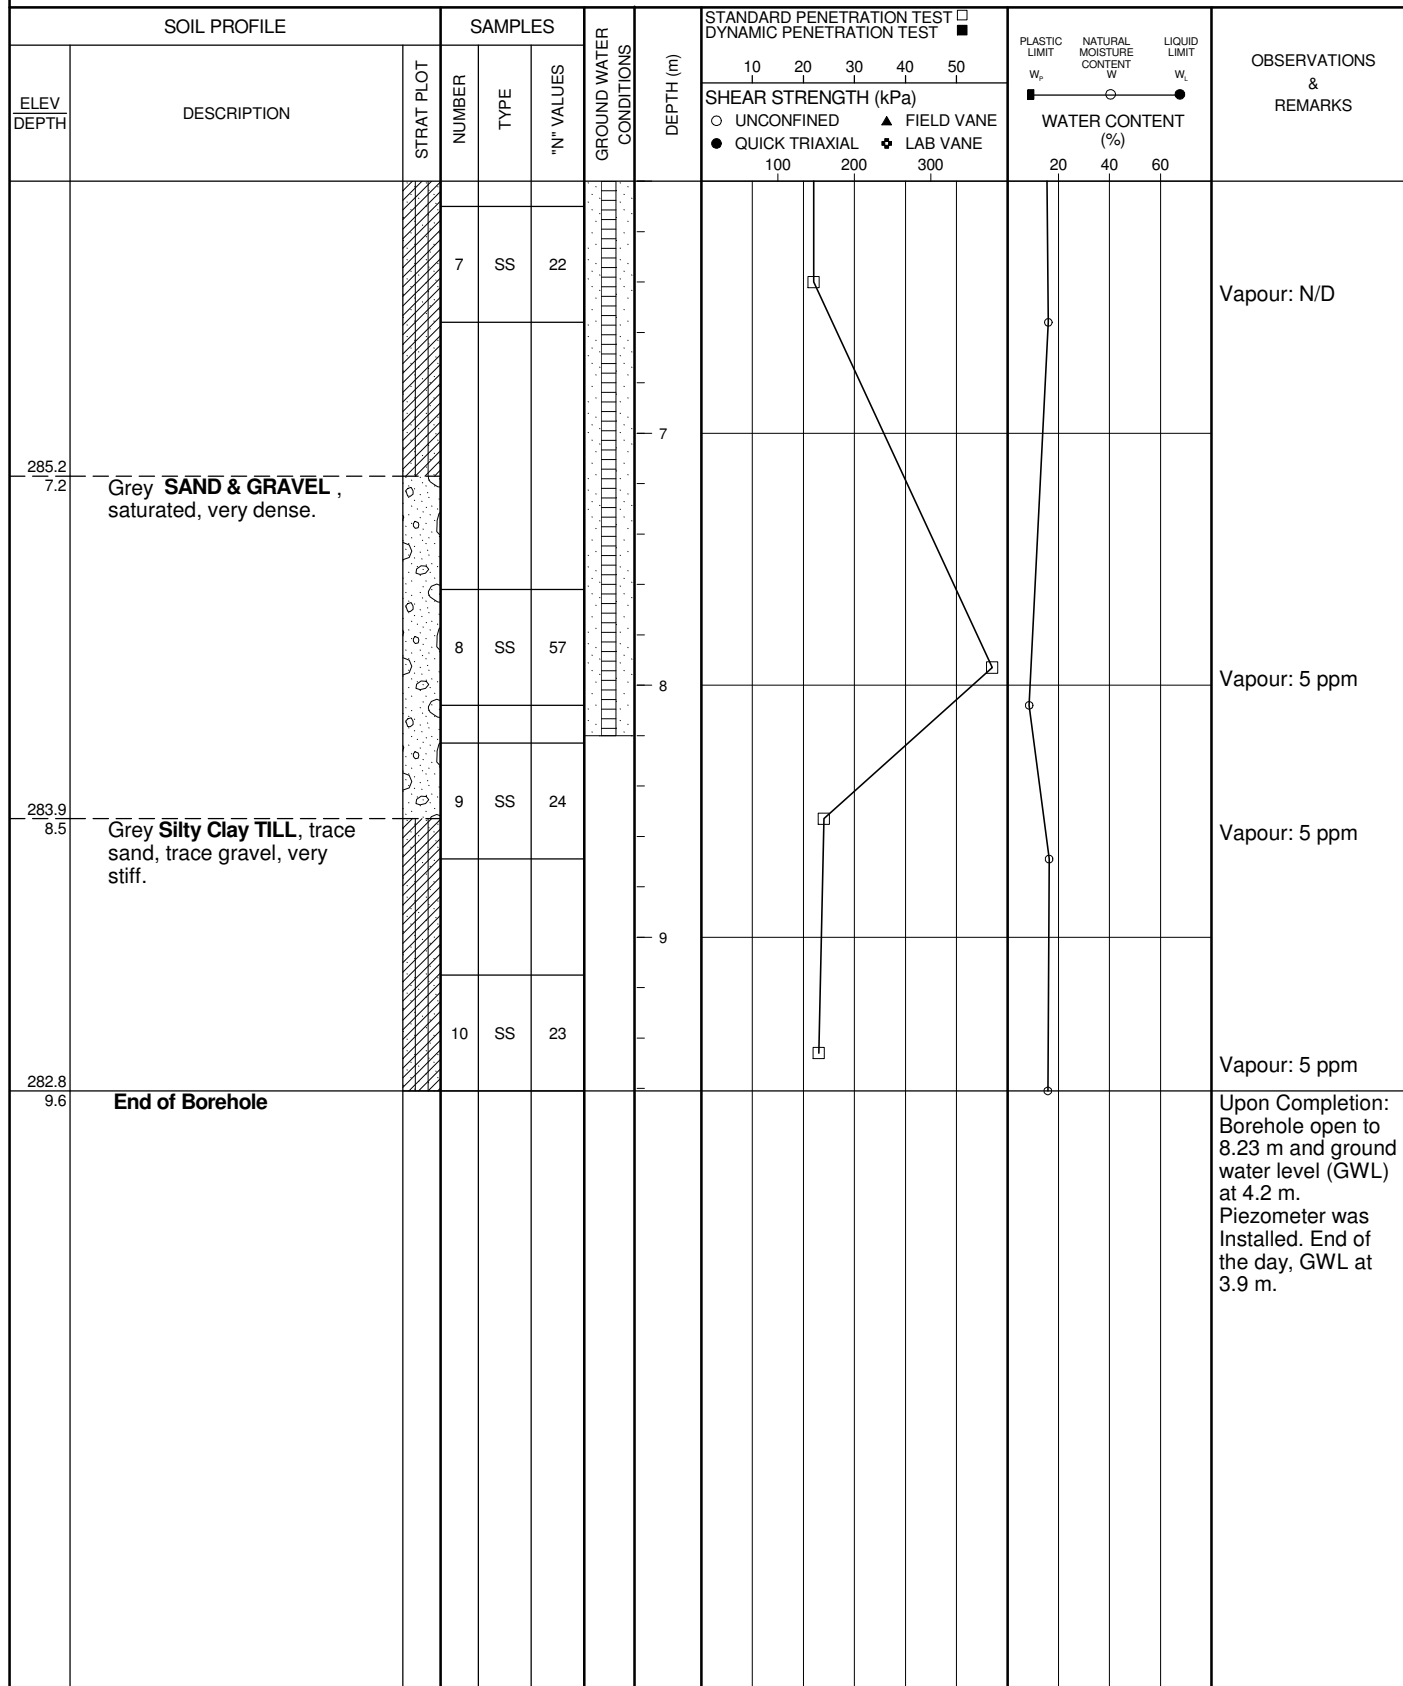 SOIL PROFILE
SAMPLES
ELEV
DEPTH
DESCRIPTION
STRAT PLOT
NUMBER
TYPE
"N" VALUES
GROUND WATER
CONDITIONS
DEPTH (m)
STANDARD PENETRATION TEST
DYNAMIC PENETRATION TEST
10 20 30 40 50
SHEAR STRENGTH (kPa)
UNCONFINED FIELD VANE
QUICK TRIAXIAL LAB VANE
100 200 300
PLASTIC
LIMIT
NATURAL
MOISTURE
CONTENT
LIQUID
LIMIT
WP W WL
WATER CONTENT
(%)
20 40 60
OBSERVATIONS
&
REMARKS
7 SS 22
Vapour: N/D
7
285.2
7.2
Grey SAND & GRAVEL ,
saturated, very dense.
8 SS 57
Vapour: 5 ppm
8
9 SS 24
283.9
8.5
Grey Silty Clay TILL, trace
sand, trace gravel, very
stiff.
Vapour: 5 ppm
9
10 SS 23
Vapour: 5 ppm
282.8
9.6
End of Borehole
Upon Completion:
Borehole open to
8.23 m and ground
water level (GWL)
at 4.2 m.
Piezometer was
Installed. End of
the day, GWL at
3.9 m.